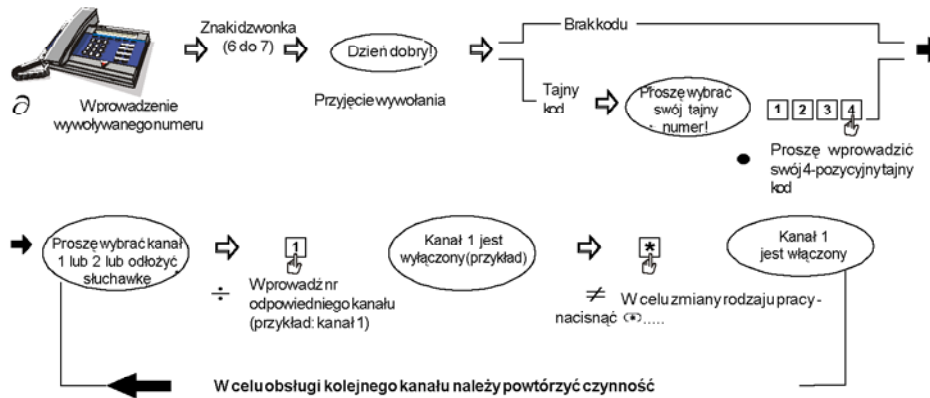 Znaki dzwonka
(6 do 7)
Dzień dobry!
Brak kodu
∂
Wprowadzenie
wywoływanego numeru
Przyjęcie wywołania
Tajny
kod
Proszę wybrać
swój tajny
numer!
1 2 3 4
● Proszę wprowadzić
swój 4-pozycyjny tajny
kod
Proszę wybrać kanał
1 lub 2 lub odłożyć
słuchawkę
1
÷ Wprowadź nr
odpowiedniego kanału
(przykład: kanał 1)
Kanał 1 jest
wyłączony (przykład)
*
≠ W celu zmiany rodzaju pracy -
nacisnąć (*).....
Kanał 1
jest włączony
W celu obsługi kolejnego kanału należy powtórzyć czynność